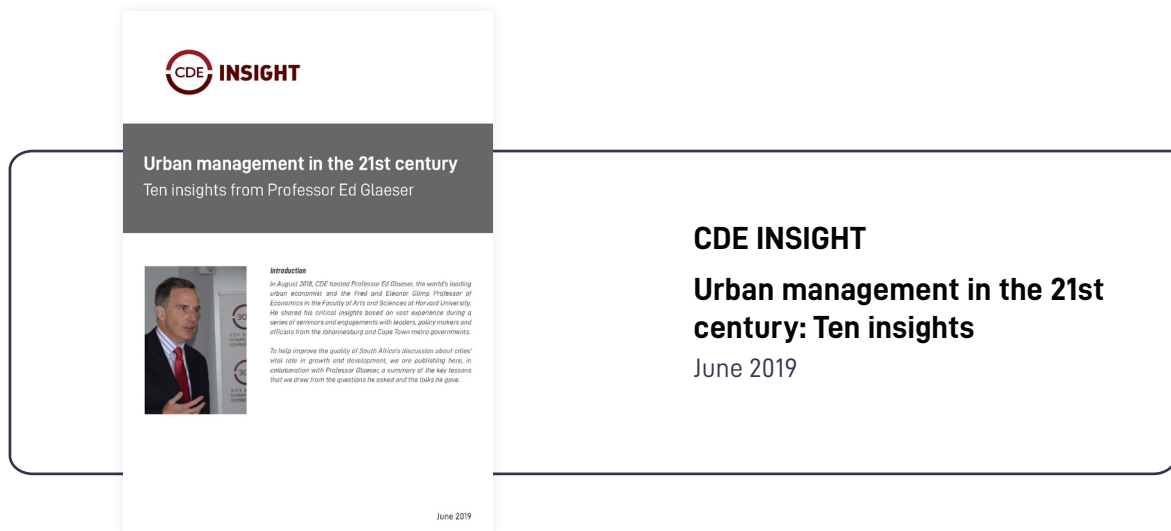 CDE INSIGHT
Urban management in the 21st century
Ten insights from Professor Ed Glaeser
Introduction
In August 2018, CDE hosted Professor Ed Glaeser, the world's leading
urban economist and the Fred and Eleanor Glimp Professor of
Economics in the Faculty of Arts and Sciences at Harvard University.
He shared his critical insights based on vast experience during a
series of seminars and engagements with leaders, policy makers and
officials from the Johannesburg and Cape Town metro governments.
To help improve the quality of South Africa's discussion about cities'
vital role in growth and development, we are publishing here, in
collaboration with Professor Glaeser, a summary of the key lessons
that we drew from the questions he asked and the talks he gave.
June 2019
CDE INSIGHT
Urban management in the 21st
century: Ten insights
June 2019